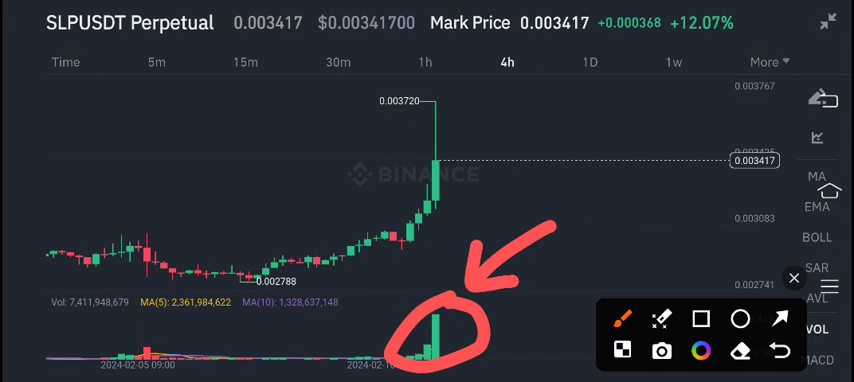 SLPUSDT Perpetual 0.003417 $0.00341700 Mark Price 0.003417 +0.000368 +12.07%
Time 5m 15m 30m 1h 4h 1D 1w More
0.003767
0.003720
0.003417
BINANCE
MA
EMA
0.003083
BOLL
SAR
0.002788
0.002741
AVL
Vol: 7,411,948,679 MA(5): 2,361,984,622 MA(10): 1,328,637,148
VOL
MACD
2024-02-05 09:00